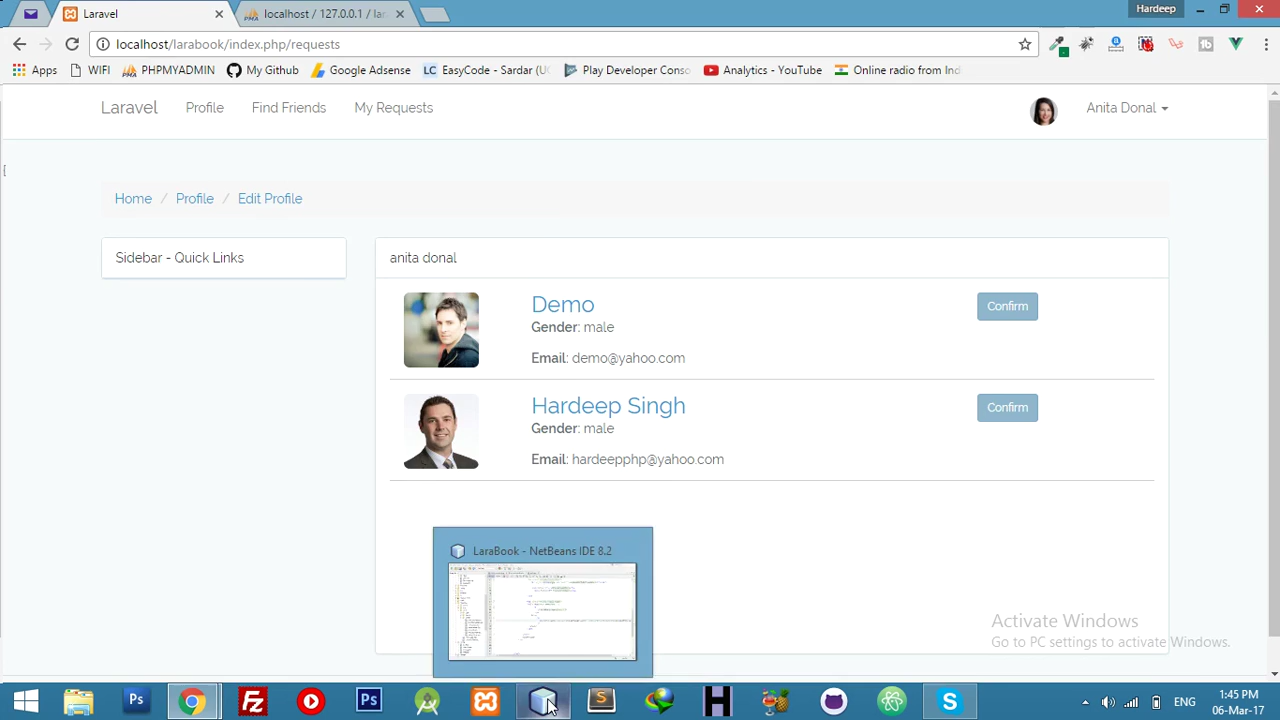 Laravel
localhost / 127.0.0.1 / lar
Hardeep
localhost/larabook/index.php/requests
Apps
WIFI
PHPMYADMIN
My Github
Google Adsense
EasyCode - Sardar (UC
Play Developer Conso
Analytics - YouTube
Online radio from Ind
Laravel
Profile
Find Friends
My Requests
Anita Donal
[
Home / Profile / Edit Profile
Sidebar - Quick Links
anita donal
Demo
Confirm
Gender: male
Email: demo@yahoo.com
Hardeep Singh
Confirm
Gender: male
Email: hardeepphp@yahoo.com
LaraBook - NetBeans IDE 8.2
Activate Windows
Go to PC settings to activate Windows.
ENG
1:45 PM
06-Mar-17